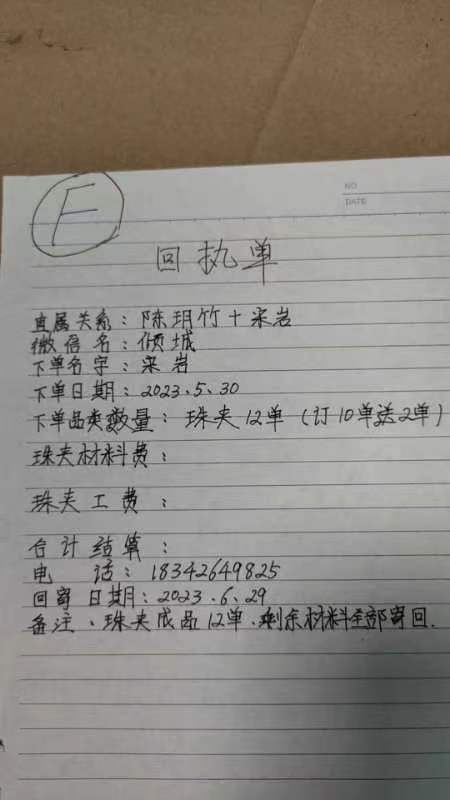 NO
DATE
F
回执单
直属关系：陈玥竹+宋岩
微信名：倾城
下单名字：宋岩
下单日期：2023.5.30
下单品类数量：珠夹12单（订10单送2单）
珠夹材料费：
珠夹工费：
合计结算：
电话：18342649825
回寄日期：2023.6.29
备注、珠夹成品12单、剩余材料全部寄回.